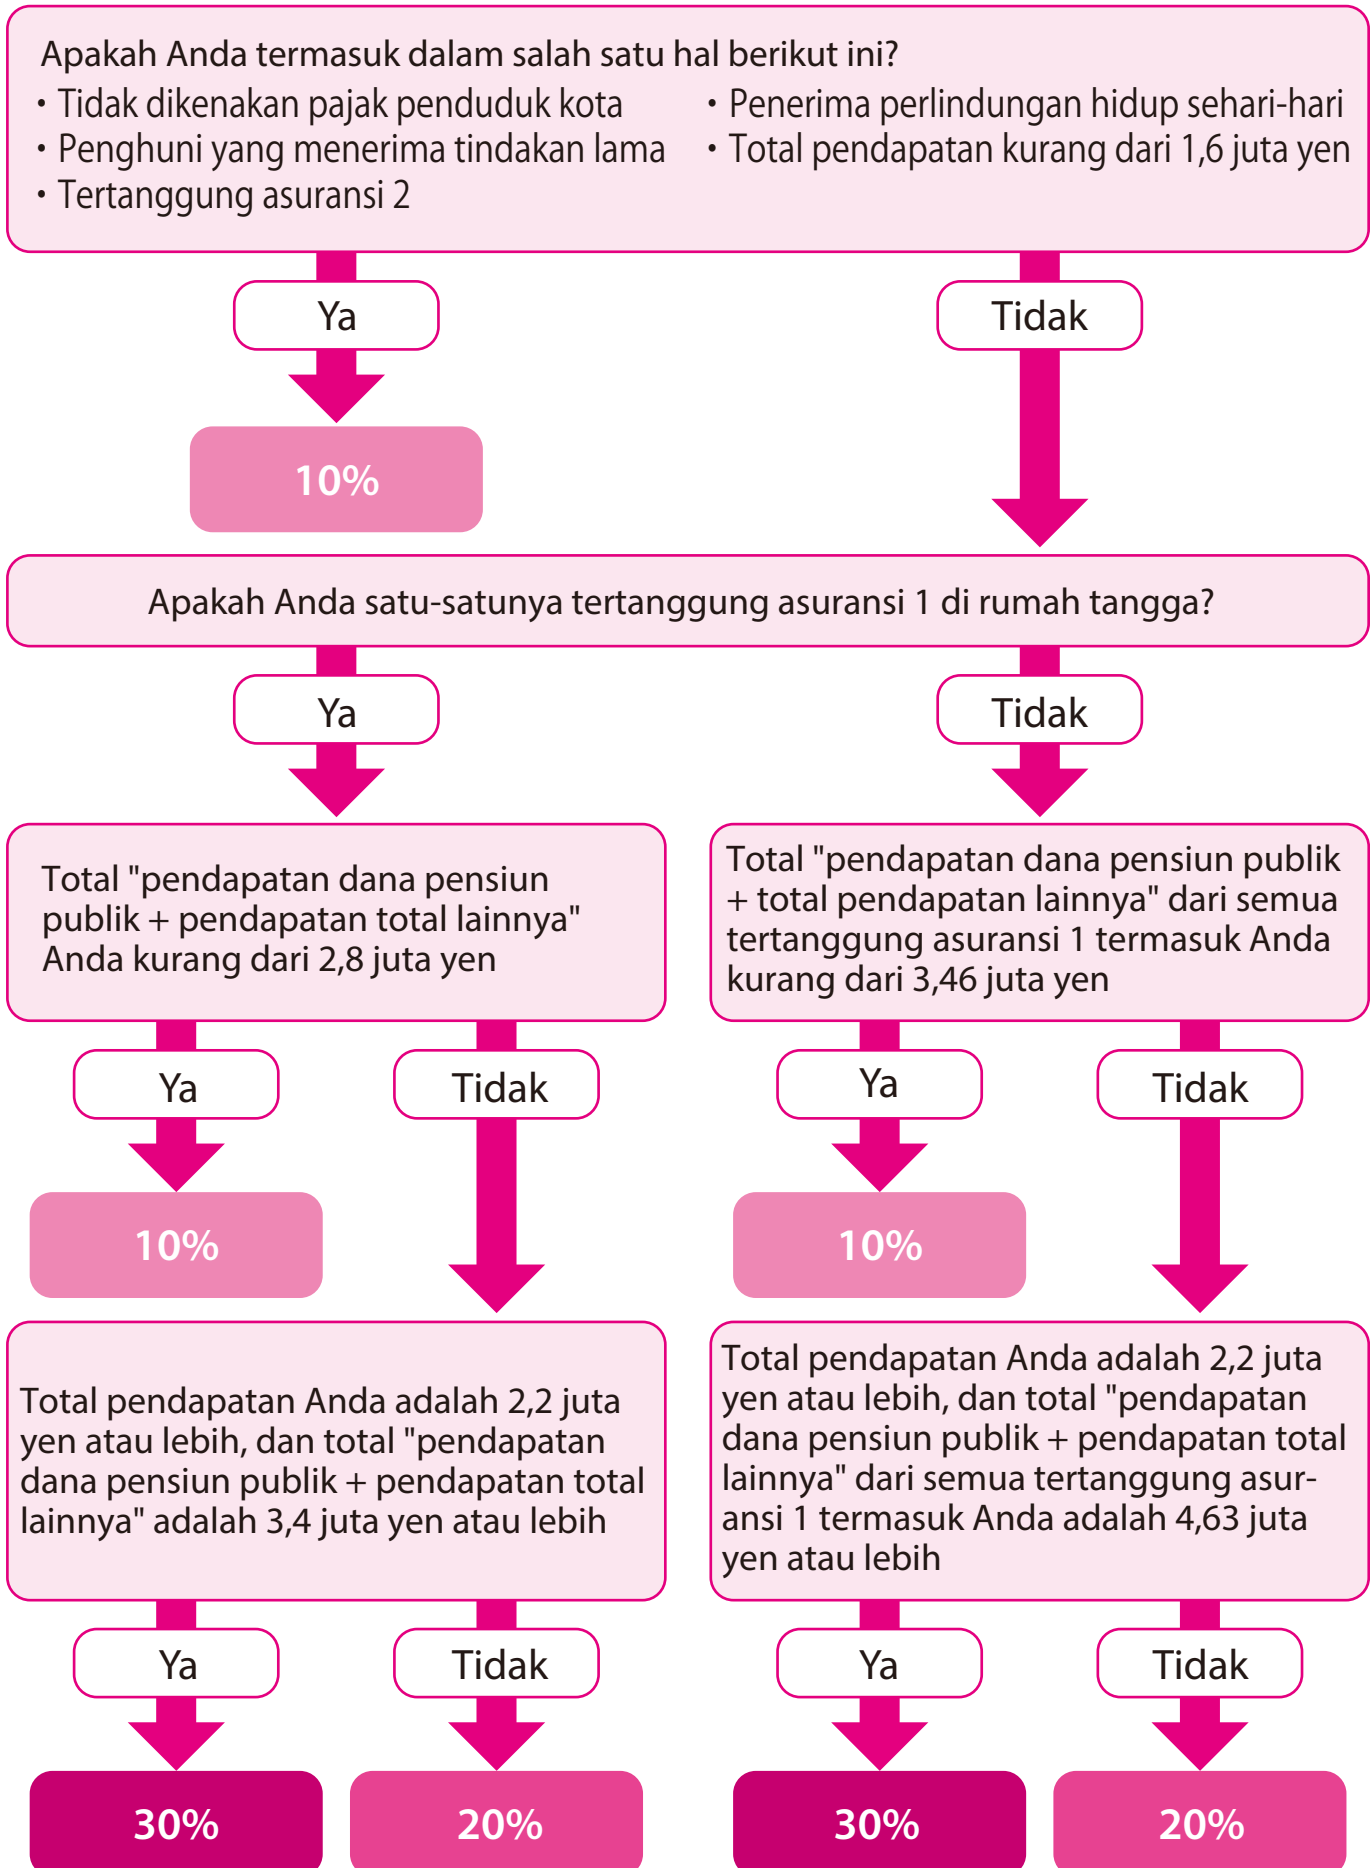 Apakah Anda termasuk dalam salah satu hal berikut ini?
・Tidak dikenakan pajak penduduk kota
・Penghuni yang menerima tindakan lama
・Tertanggung asuransi 2
・Penerima perlindungan hidup sehari-hari
・Total pendapatan kurang dari 1,6 juta yen
Ya
Tidak
10%
Apakah Anda satu-satunya tertanggung asuransi 1 di rumah tangga?
Ya
Tidak
Total "pendapatan dana pensiun
publik + pendapatan total lainnya"
Anda kurang dari 2,8 juta yen
Total "pendapatan dana pensiun publik
+ total pendapatan lainnya" dari semua
tertanggung asuransi 1 termasuk Anda
kurang dari 3,46 juta yen
Ya
Tidak
Ya
Tidak
10%
10%
Total pendapatan Anda adalah 2,2 juta
yen atau lebih, dan total "pendapatan
dana pensiun publik + pendapatan total
lainnya" adalah 3,4 juta yen atau lebih
Total pendapatan Anda adalah 2,2 juta
yen atau lebih, dan total "pendapatan
dana pensiun publik + pendapatan total
lainnya" dari semua tertanggung asur-
ansi 1 termasuk Anda adalah 4,63 juta
yen atau lebih
Ya
Tidak
Ya
Tidak
30%
20%
30%
20%